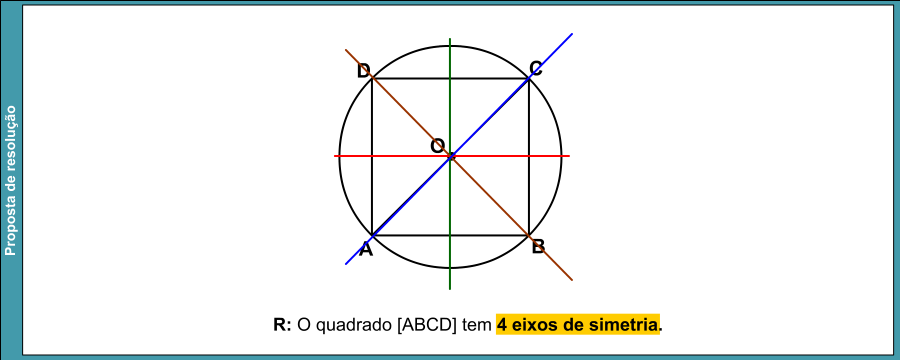 Proposta de resolução
D
C
O
A
B
R: O quadrado [ABCD] tem 4 eixos de simetria.